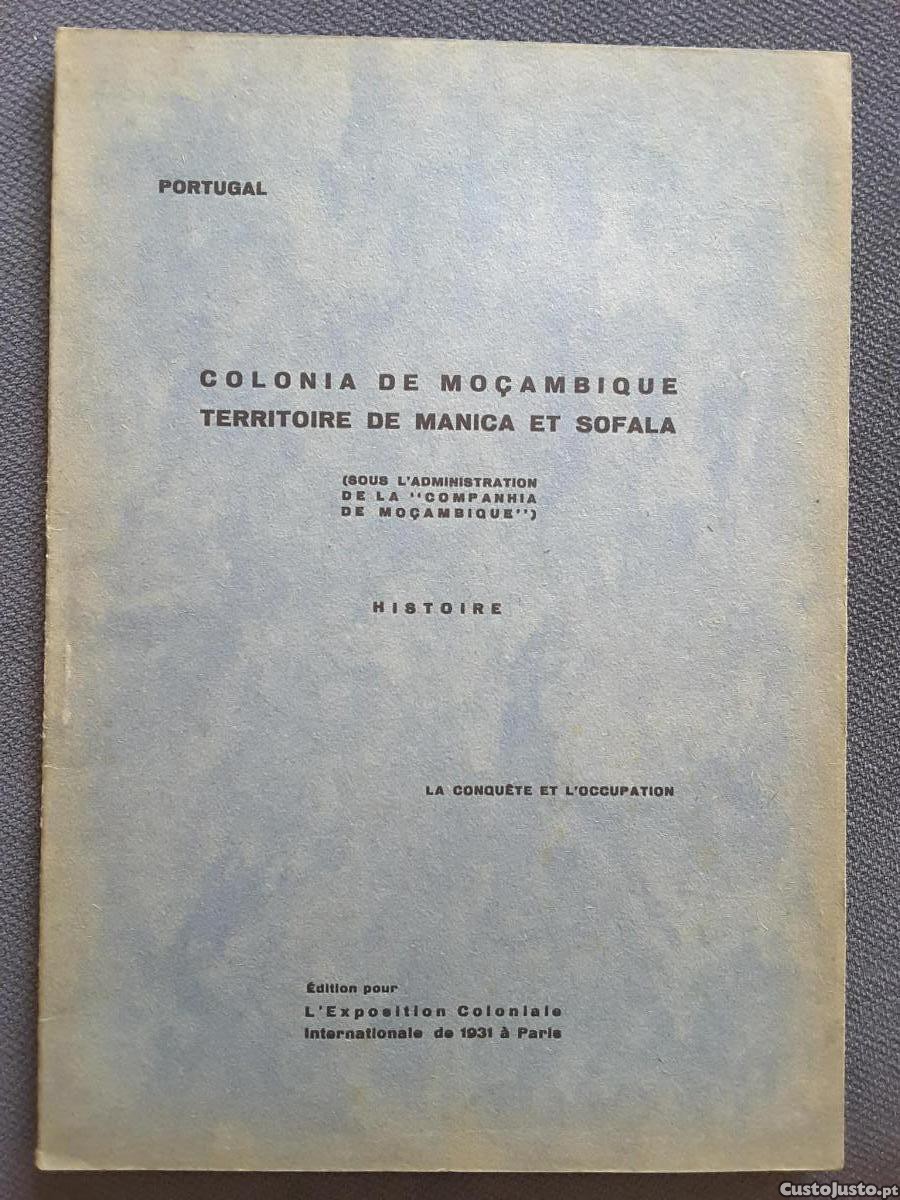 PORTUGAL
COLONIA DE MOÇAMBIQUE
TERRITOIRE DE MANICA ET SOFALA
(SOUS L'ADMINISTRATION
DE LA "COMPANHIA
DE MOÇAMBIQUE")
HISTOIRE
LA CONQUÊTE ET L'OCCUPATION
Édition pour
L'Exposition Coloniale
Internationale de 1931 à Paris
CustoJusto.pt